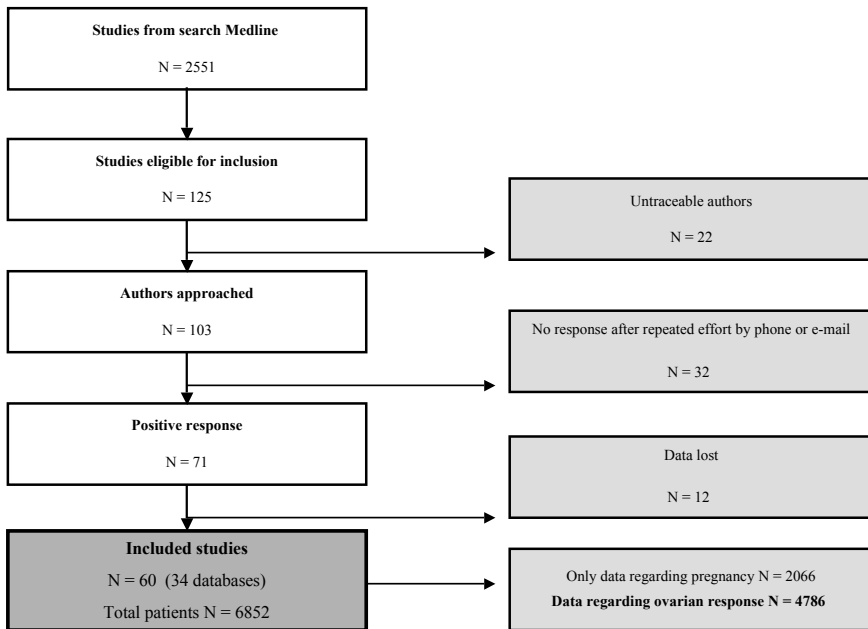 Studies from search Medline
N = 2551
Studies eligible for inclusion
N = 125
Untraceable authors
N = 22
Authors approached
N = 103
No response after repeated effort by phone or e-mail
N = 32
Positive response
N = 71
Data lost
N = 12
Included studies
N = 60 (34 databases)
Total patients N = 6852
Only data regarding pregnancy N = 2066
Data regarding ovarian response N = 4786